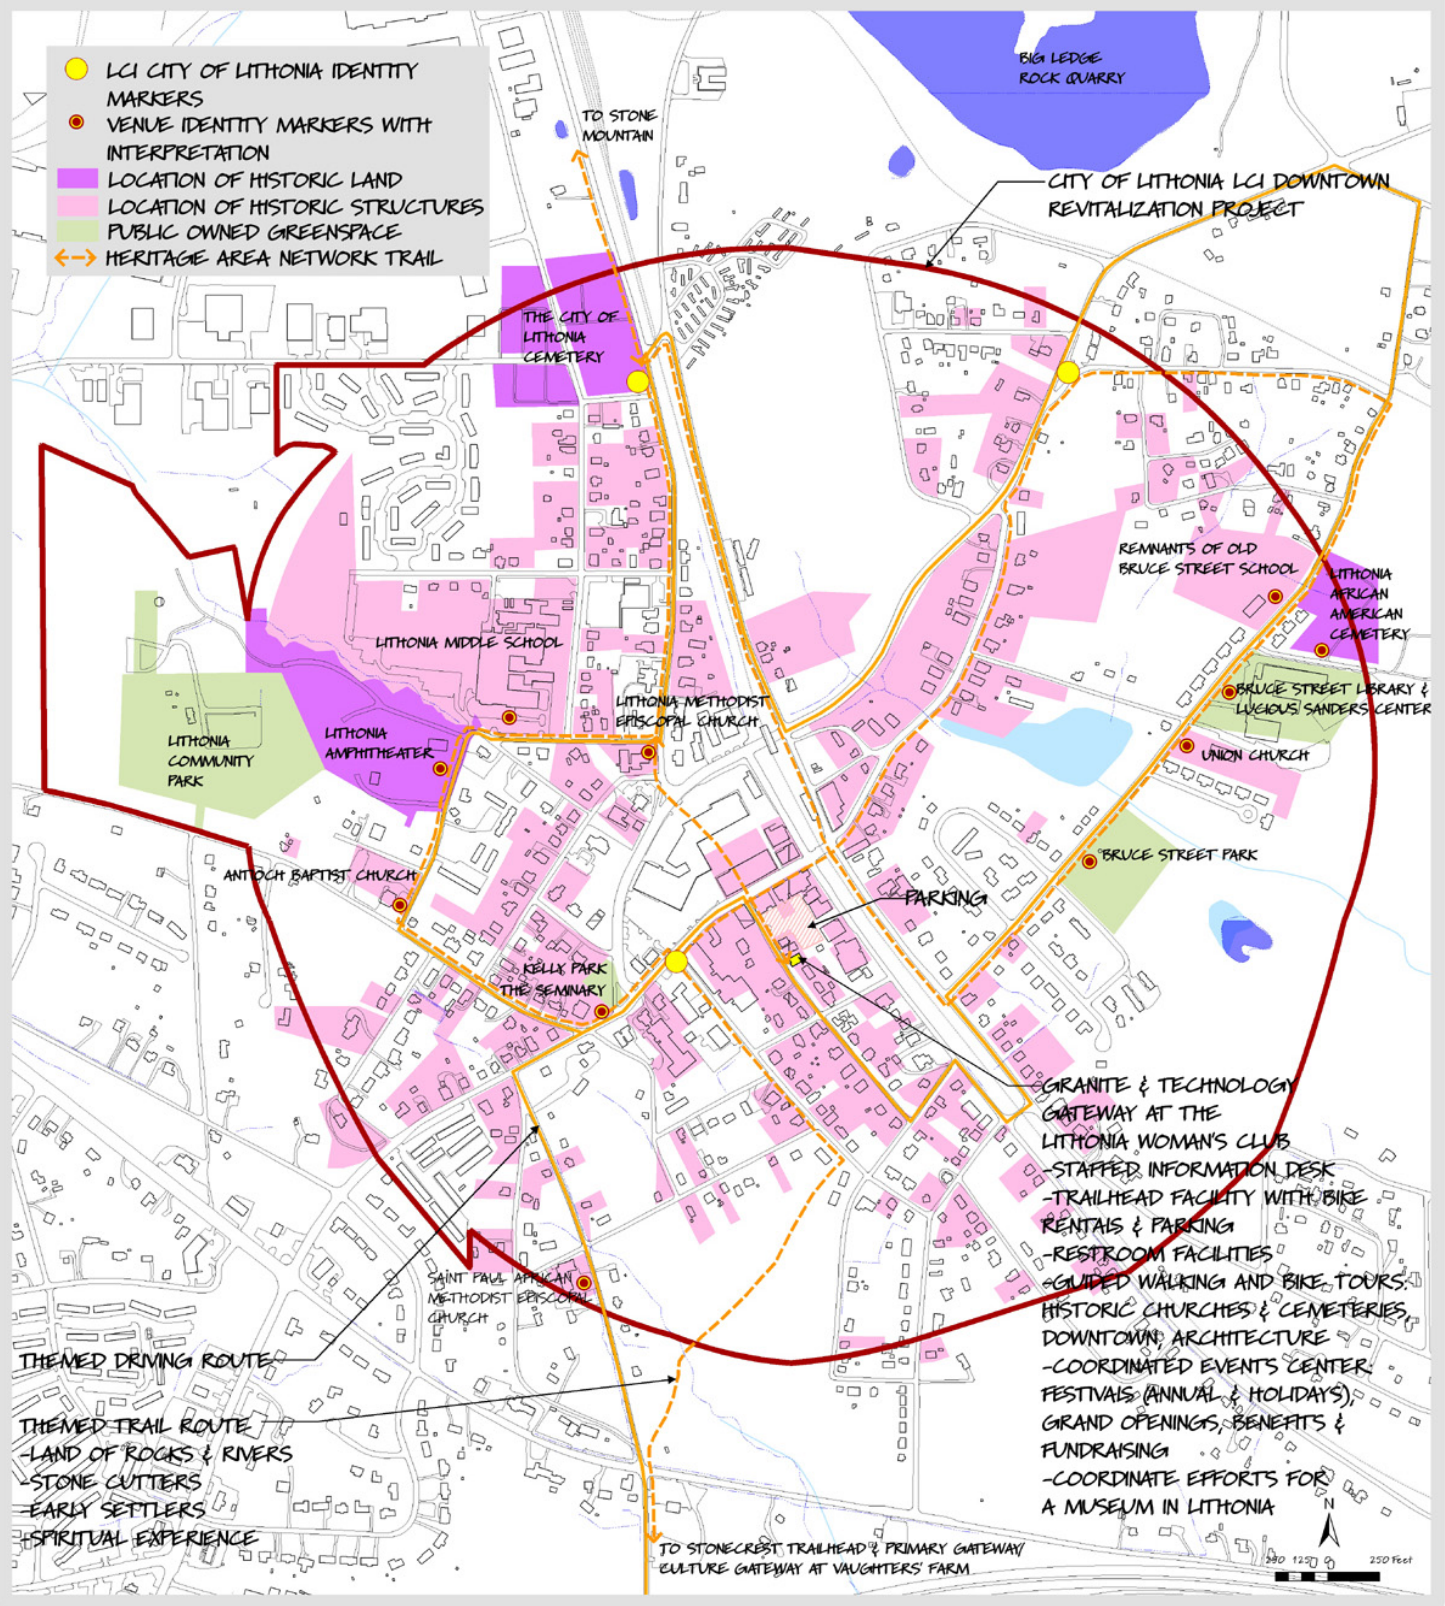 LCI CITY OF LITHONIA IDENTITY
MARKERS
VENUE IDENTITY MARKERS WITH
INTERPRETATION
LOCATION OF HISTORIC LAND
LOCATION OF HISTORIC STRUCTURES
PUBLIC OWNED GREENSPACE
HERITAGE AREA NETWORK TRAIL
BIG LEDGE
ROCK QUARRY
TO STONE
MOUNTAIN
CITY OF LITHONIA LCI DOWNTOWN
REVITALIZATION PROJECT
THE CITY OF
LITHONIA
CEMETERY
REMNANTS OF OLD
BRUCE STREET SCHOOL
LITHONIA
AFRICAN
AMERICAN
CEMETERY
LITHONIA MIDDLE SCHOOL
LITHONIA METHODIST
EPISCOPAL CHURCH
BRUCE STREET LIBRARY &
LUCIOUS SANDERS CENTER
LITHONIA
COMMUNITY
PARK
LITHONIA
AMPHITHEATER
UNION CHURCH
BRUCE STREET PARK
ANTIOCH BAPTIST CHURCH
PARKING
KELLY PARK
THE SEMINARY
GRANITE & TECHNOLOGY
GATEWAY AT THE
LITHONIA WOMAN'S CLUB
-STAFFED INFORMATION DESK
-TRAILHEAD FACILITY WITH BIKE
RENTALS & PARKING
-RESTROOM FACILITIES
-GUIDED WALKING AND BIKE TOURS:
HISTORIC CHURCHES & CEMETERIES,
DOWNTOWN, ARCHITECTURE
-COORDINATED EVENTS CENTER:
FESTIVALS (ANNUAL & HOLIDAYS),
GRAND OPENINGS, BENEFITS &
FUNDRAISING
-COORDINATE EFFORTS FOR
A MUSEUM IN LITHONIA
SAINT PAUL AFRICAN
METHODIST EPISCOPAL
CHURCH
THEMED DRIVING ROUTE
THEMED TRAIL ROUTE
-LAND OF ROCKS & RIVERS
-STONE CUTTERS
-EARLY SETTLERS
-SPIRITUAL EXPERIENCE
TO STONECREST TRAILHEAD & PRIMARY GATEWAY/
CULTURE GATEWAY AT VAUGHTERS' FARM
N
250 125 0 250 Feet